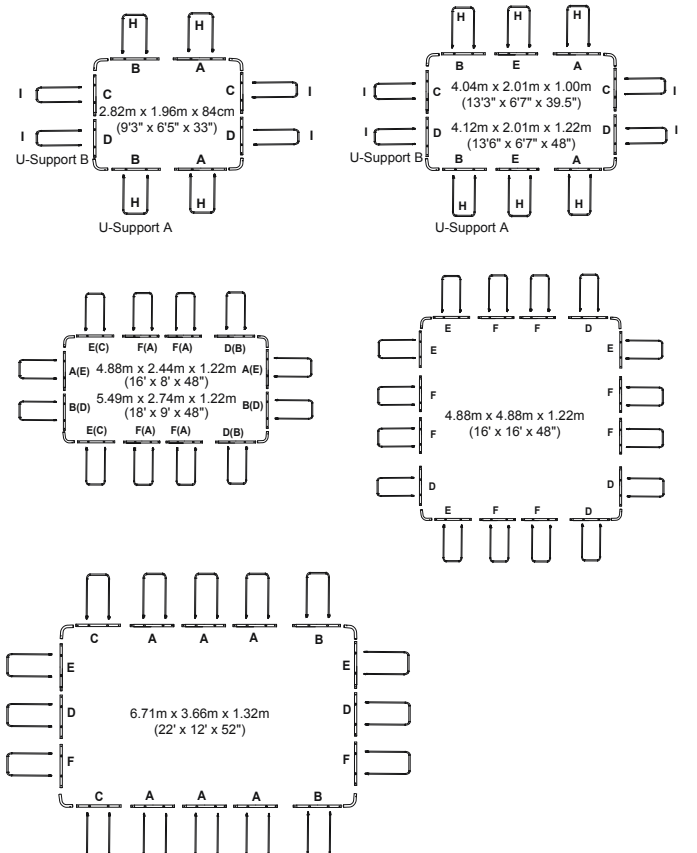 H H
B A
I C C I
2.82m x 1.96m x 84cm
(9'3" x 6'5" x 33")
I D D I
U-Support B
B A
H H
U-Support A
H H H
B E A
I C C I
4.04m x 2.01m x 1.00m
(13'3" x 6'7" x 39.5")
I D D I
4.12m x 2.01m x 1.22m
(13'6" x 6'7" x 48")
U-Support B
B E A
H H H
U-Support A
E(C) F(A) F(A) D(B)
A(E) 4.88m x 2.44m x 1.22m A(E)
(16' x 8' x 48")
B(D) 5.49m x 2.74m x 1.22m B(D)
(18' x 9' x 48")
E(C) F(A) F(A) D(B)
E F F D
E E
F F
F F
4.88m x 4.88m x 1.22m
(16' x 16' x 48")
D D
E F F D
C A A A B
E E
D D
6.71m x 3.66m x 1.32m
(22' x 12' x 52")
F F
C A A A B